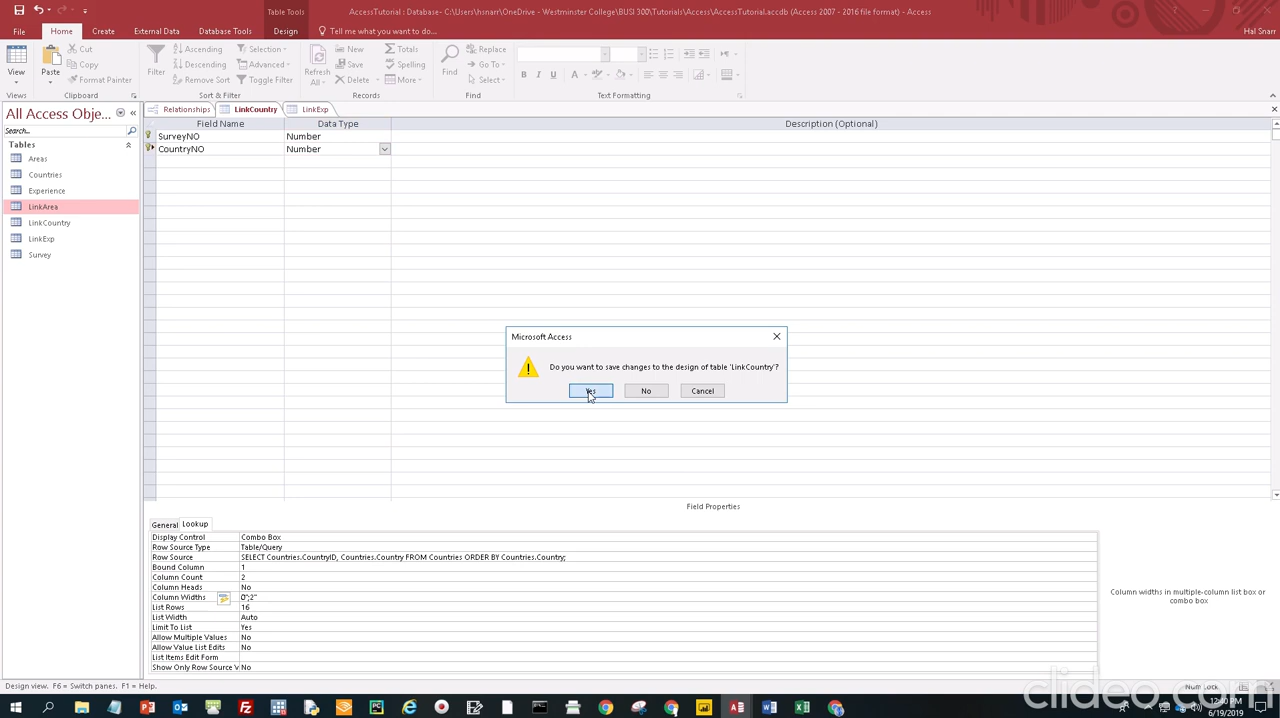 AccessTutorial : Database- C:\Users\hsnarr\OneDrive - Westminster College\BUSI 300\Tutorials\Access\AccessTutorial.accdb (Access 2007 - 2016 file format) - Access
Table Tools
Hal Snarr
File Home Create External Data Database Tools Design Tell me what you want to do...
View
Views
Paste
Cut
Copy
Format Painter
Clipboard
Filter
Ascending
Descending
Remove Sort
Selection
Advanced
Toggle Filter
Sort & Filter
Refresh
All
New
Save
Delete
Totals
Spelling
More
Records
Find
Replace
Go To
Select
Find
B I U A
Text Formatting
All Access Obje...
Search...
Tables
Areas
Countries
Experience
LinkArea
LinkCountry
LinkExp
Survey
Relationships LinkCountry LinkExp
Field Name Data Type Description (Optional)
SurveyNO Number
CountryNO Number
Microsoft Access
Do you want to save changes to the design of table 'LinkCountry'?
Yes No Cancel
Field Properties
General Lookup
Display Control Combo Box
Row Source Type Table/Query
Row Source SELECT Countries.CountryID, Countries.Country FROM Countries ORDER BY Countries.Country;
Bound Column 1
Column Count 2
Column Heads No
Column Widths 0";2"
List Rows 16
List Width Auto
Limit To List Yes
Allow Multiple Values No
Allow Value List Edits No
List Items Edit Form
Show Only Row Source V No
Column widths in multiple-column list box or
combo box
Design view. F6 = Switch panes. F1 = Help.
Num Lock
clideo.com
6/19/2019